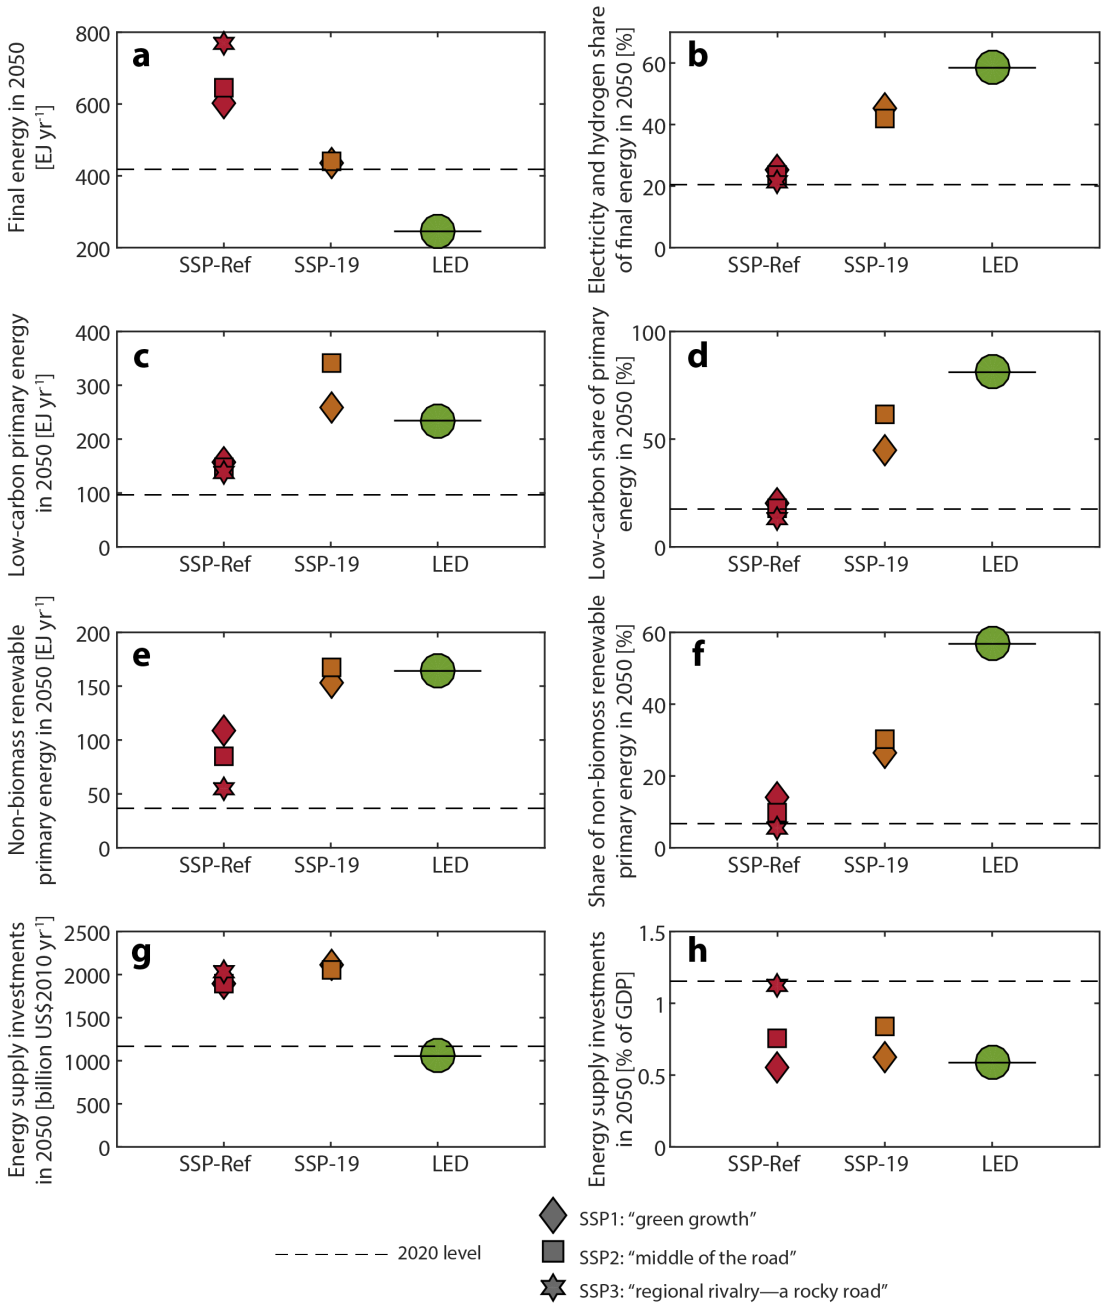 a
Final energy in 2050
[EJ yr-1]
800
600
400
200
SSP-Ref
SSP-19
LED
b
Electricity and hydrogen share
of final energy in 2050 [%]
60
40
20
0
SSP-Ref
SSP-19
LED
c
Low-carbon primary energy
in 2050 [EJ yr-1]
400
300
200
100
0
SSP-Ref
SSP-19
LED
d
Low-carbon share of primary
energy in 2050 [%]
100
50
0
SSP-Ref
SSP-19
LED
e
Non-biomass renewable
primary energy in 2050 [EJ yr-1]
200
150
100
50
0
SSP-Ref
SSP-19
LED
f
Share of non-biomoss renewable
primary energy in 2050 [%]
60
40
20
0
SSP-Ref
SSP-19
LED
g
Energy supply investments
in 2050 [billion US$2010 yr-1]
2500
2000
1500
1000
500
0
SSP-Ref
SSP-19
LED
h
Energy supply investments
in 2050 [% of GDP]
1.5
1
0.5
0
SSP-Ref
SSP-19
LED
2020 level
SSP1: “green growth”
SSP2: “middle of the road”
SSP3: “regional rivalry—a rocky road”